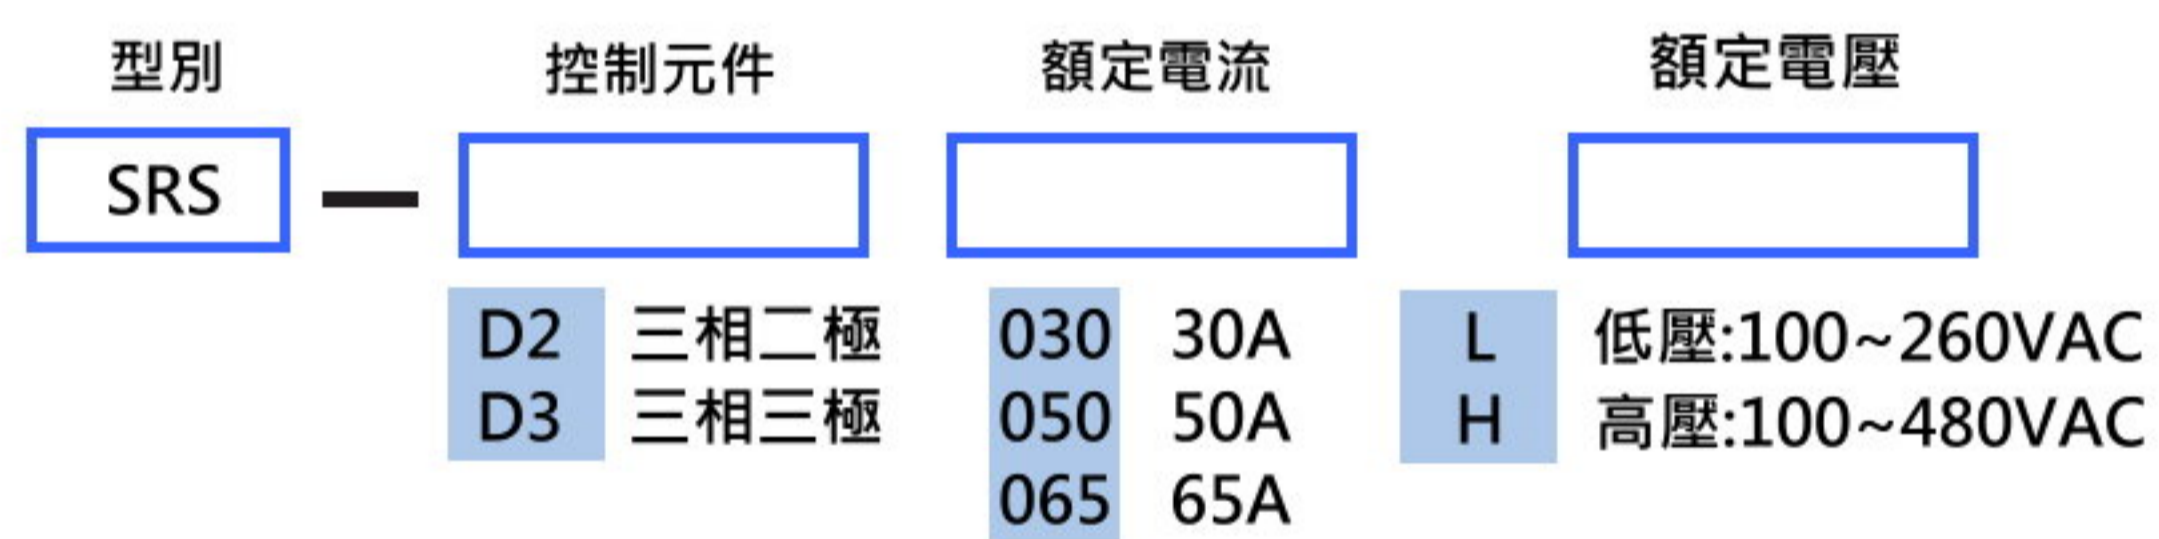 型別 控制元件 額定電流 額定電壓
SRS —
D2 三相二極 030 30A L 低壓:100~260VAC
D3 三相三極 050 50A H 高壓:100~480VAC
065 65A